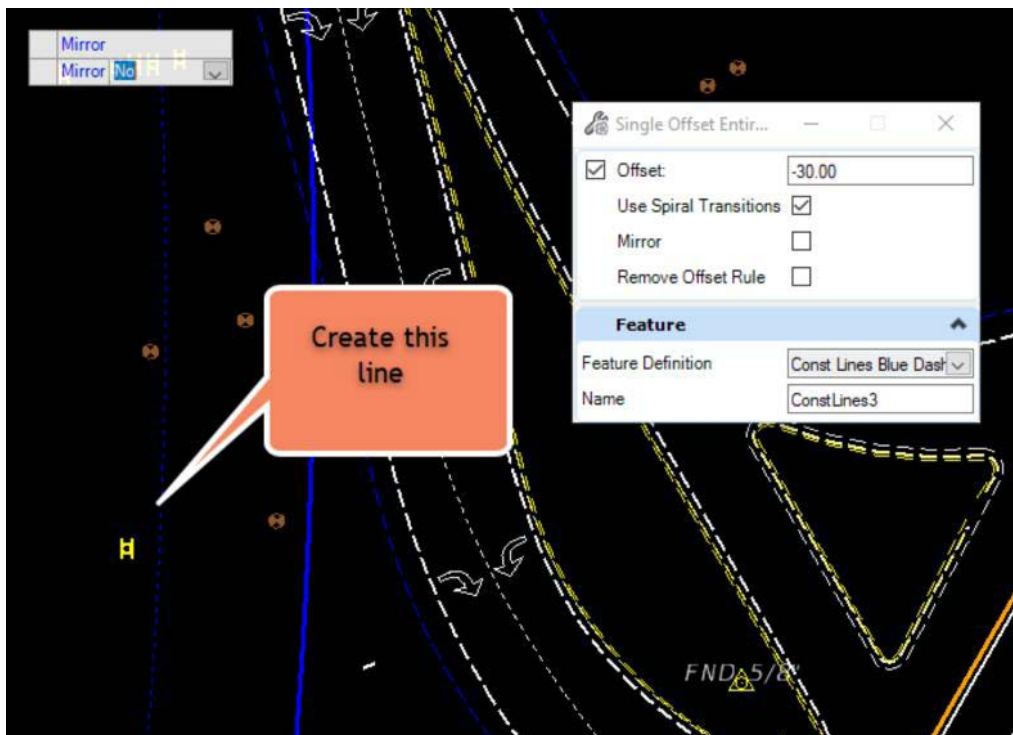 Mirror
Mirror No
Single Offset Entir...
Offset: -30.00
Use Spiral Transitions
Mirror
Remove Offset Rule
Create this
line
Feature
Feature Definition Const Lines Blue Dash
Name ConstLines3
FND 5/8"